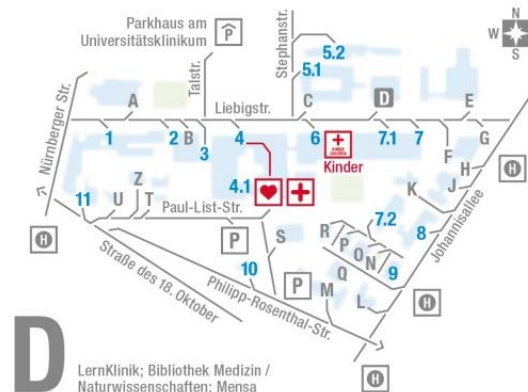 Parkhaus am
Universitätsklinikum
P
N
W
S
Stephanstr.
5.2
5.1
Talstr.
Nürnberger Str.
A
Liebigstr.
C
D
E
1
2
B
3
4
6
KINDER
CHILDREN
Kinder
7.1
7
F
G
H
4.1
J
K
H
Z
11
U
T
Paul-List-Str.
P
S
R
P
O
N
7.2
8
Johannisallee
9
Q
H
Straße des 18. Oktober
10
P
M
L
H
Philipp-Rosenthal-Str.
H
D
LernKlinik; Bibliothek Medizin /
Naturwissenschaften; Mensa